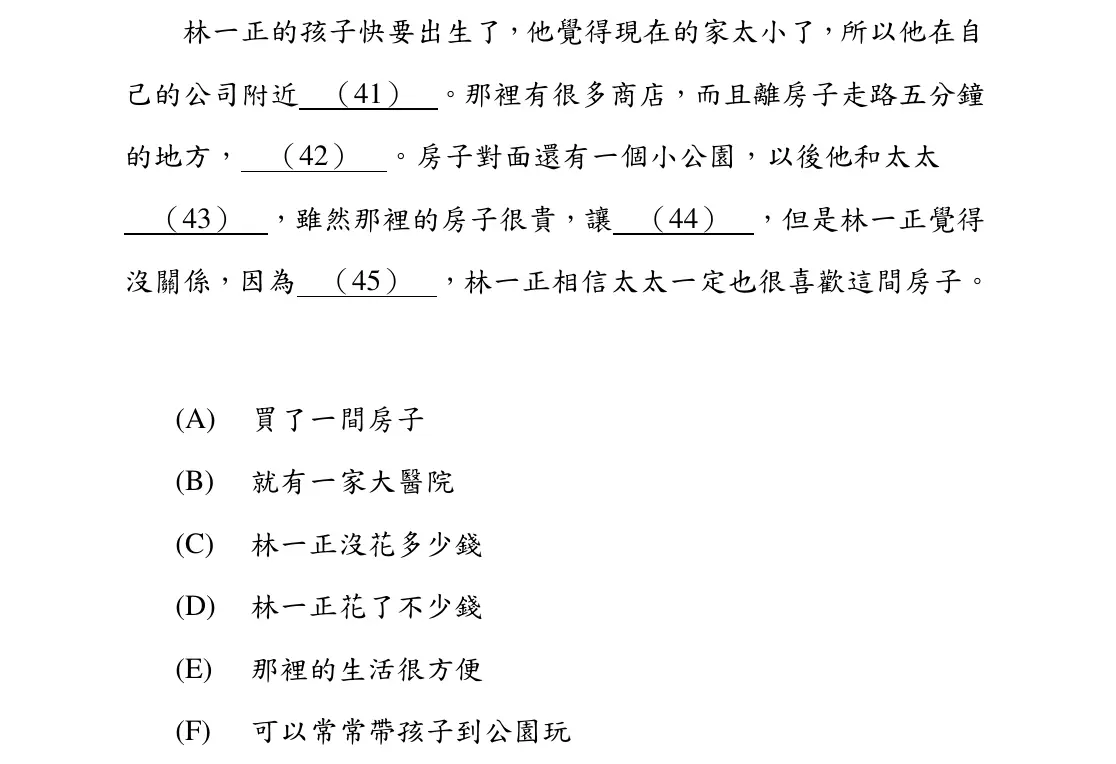 林一正的孩子快要出生了，他覺得現在的家太小了，所以他在自
己的公司附近　（41）　。那裡有很多商店，而且離房子走路五分鐘
的地方，　（42）　。房子對面還有一個小公園，以後他和太太
（43）　，雖然那裡的房子很貴，讓　（44）　，但是林一正覺得
沒關係，因為　（45）　，林一正相信太太一定也很喜歡這間房子。
(A)　買了一間房子
(B)　就有一家大醫院
(C)　林一正沒花多少錢
(D)　林一正花了不少錢
(E)　那裡的生活很方便
(F)　可以常常帶孩子到公園玩